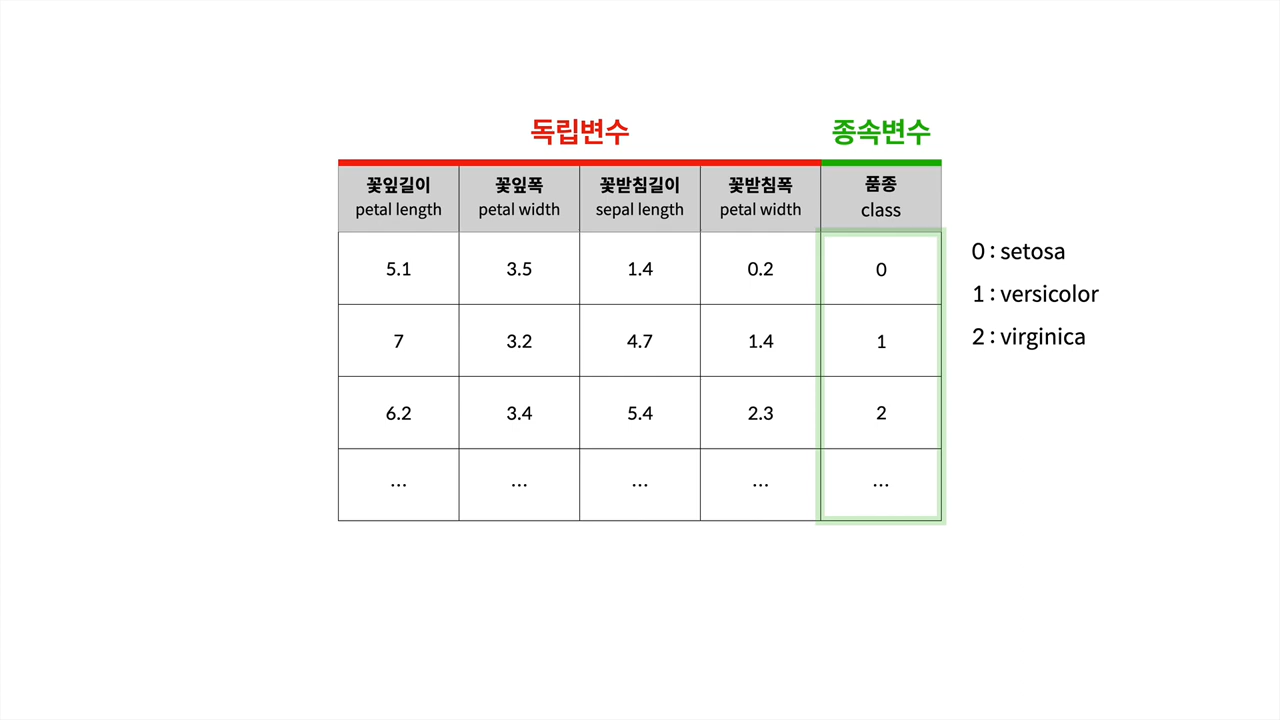 독립변수 종속변수
꽃잎길이 꽃잎폭 꽃받침길이 꽃받침폭 품종
petal length petal width sepal length petal width class
5.1 3.5 1.4 0.2 0
7 3.2 4.7 1.4 1
6.2 3.4 5.4 2.3 2
... ... ... ... ...
0 : setosa
1 : versicolor
2 : virginica